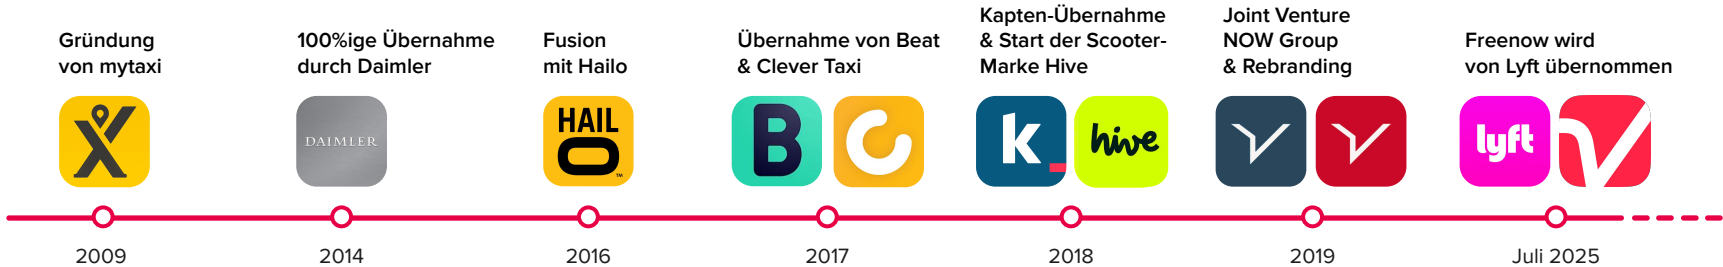 Gründung
von mytaxi
100%ige Übernahme
durch Daimler
Fusion
mit Hailo
Übernahme von Beat
& Clever Taxi
Kapten-Übernahme
& Start der Scooter-
Marke Hive
Joint Venture
NOW Group
& Rebranding
Freenow wird
von Lyft übernommen
DAIMLER
HAIL
O
™
B
k_
hive
lyft
2009
2014
2016
2017
2018
2019
Juli 2025